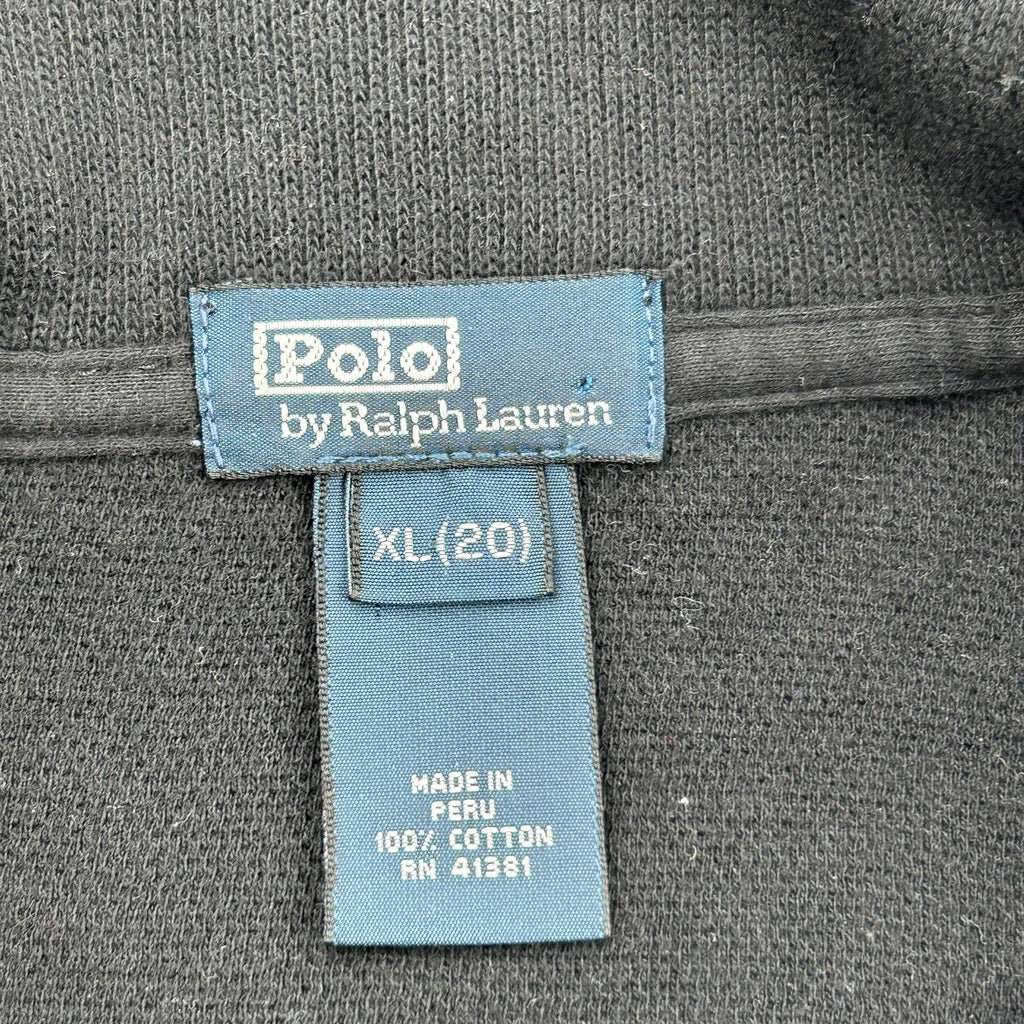 Polo
by Ralph Lauren
XL (20)
MADE IN
PERU
100% COTTON
RN 41381